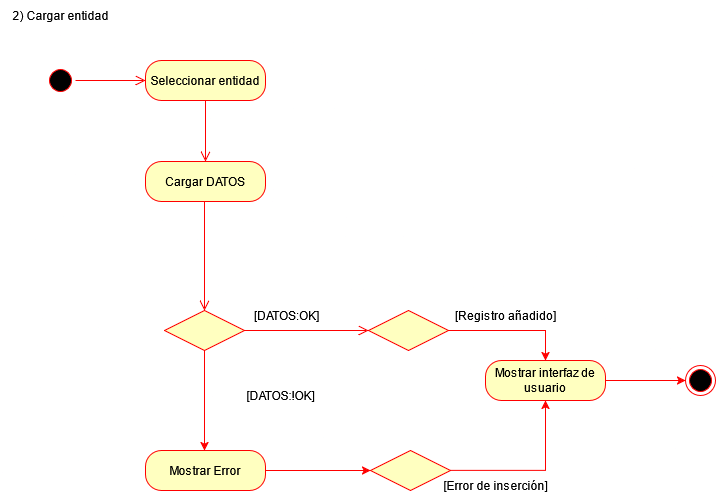 2) Cargar entidad
Seleccionar entidad
Cargar DATOS
[DATOS:OK]
[Registro añadido]
Mostrar interfaz de
usuario
[DATOS:!OK]
Mostrar Error
[Error de inserción]